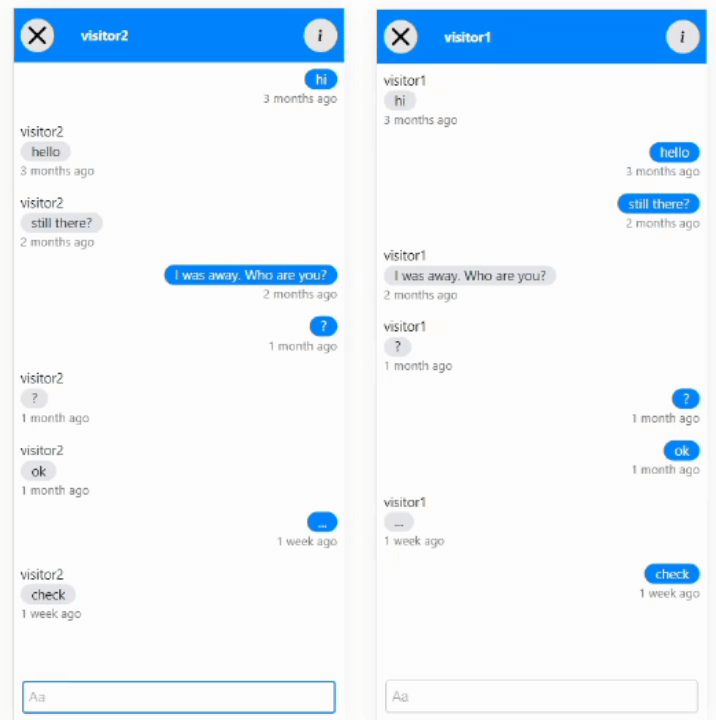 visitor2
i
hi
3 months ago
visitor2
hello
3 months ago
visitor2
still there?
2 months ago
I was away. Who are you?
2 months ago
?
1 month ago
visitor2
?
1 month ago
visitor2
ok
1 month ago
...
1 week ago
visitor2
check
1 week ago
Aa
visitor1
i
visitor1
hi
3 months ago
hello
3 months ago
still there?
2 months ago
visitor1
I was away. Who are you?
2 months ago
visitor1
?
1 month ago
?
1 month ago
ok
1 month ago
visitor1
...
1 week ago
check
1 week ago
Aa